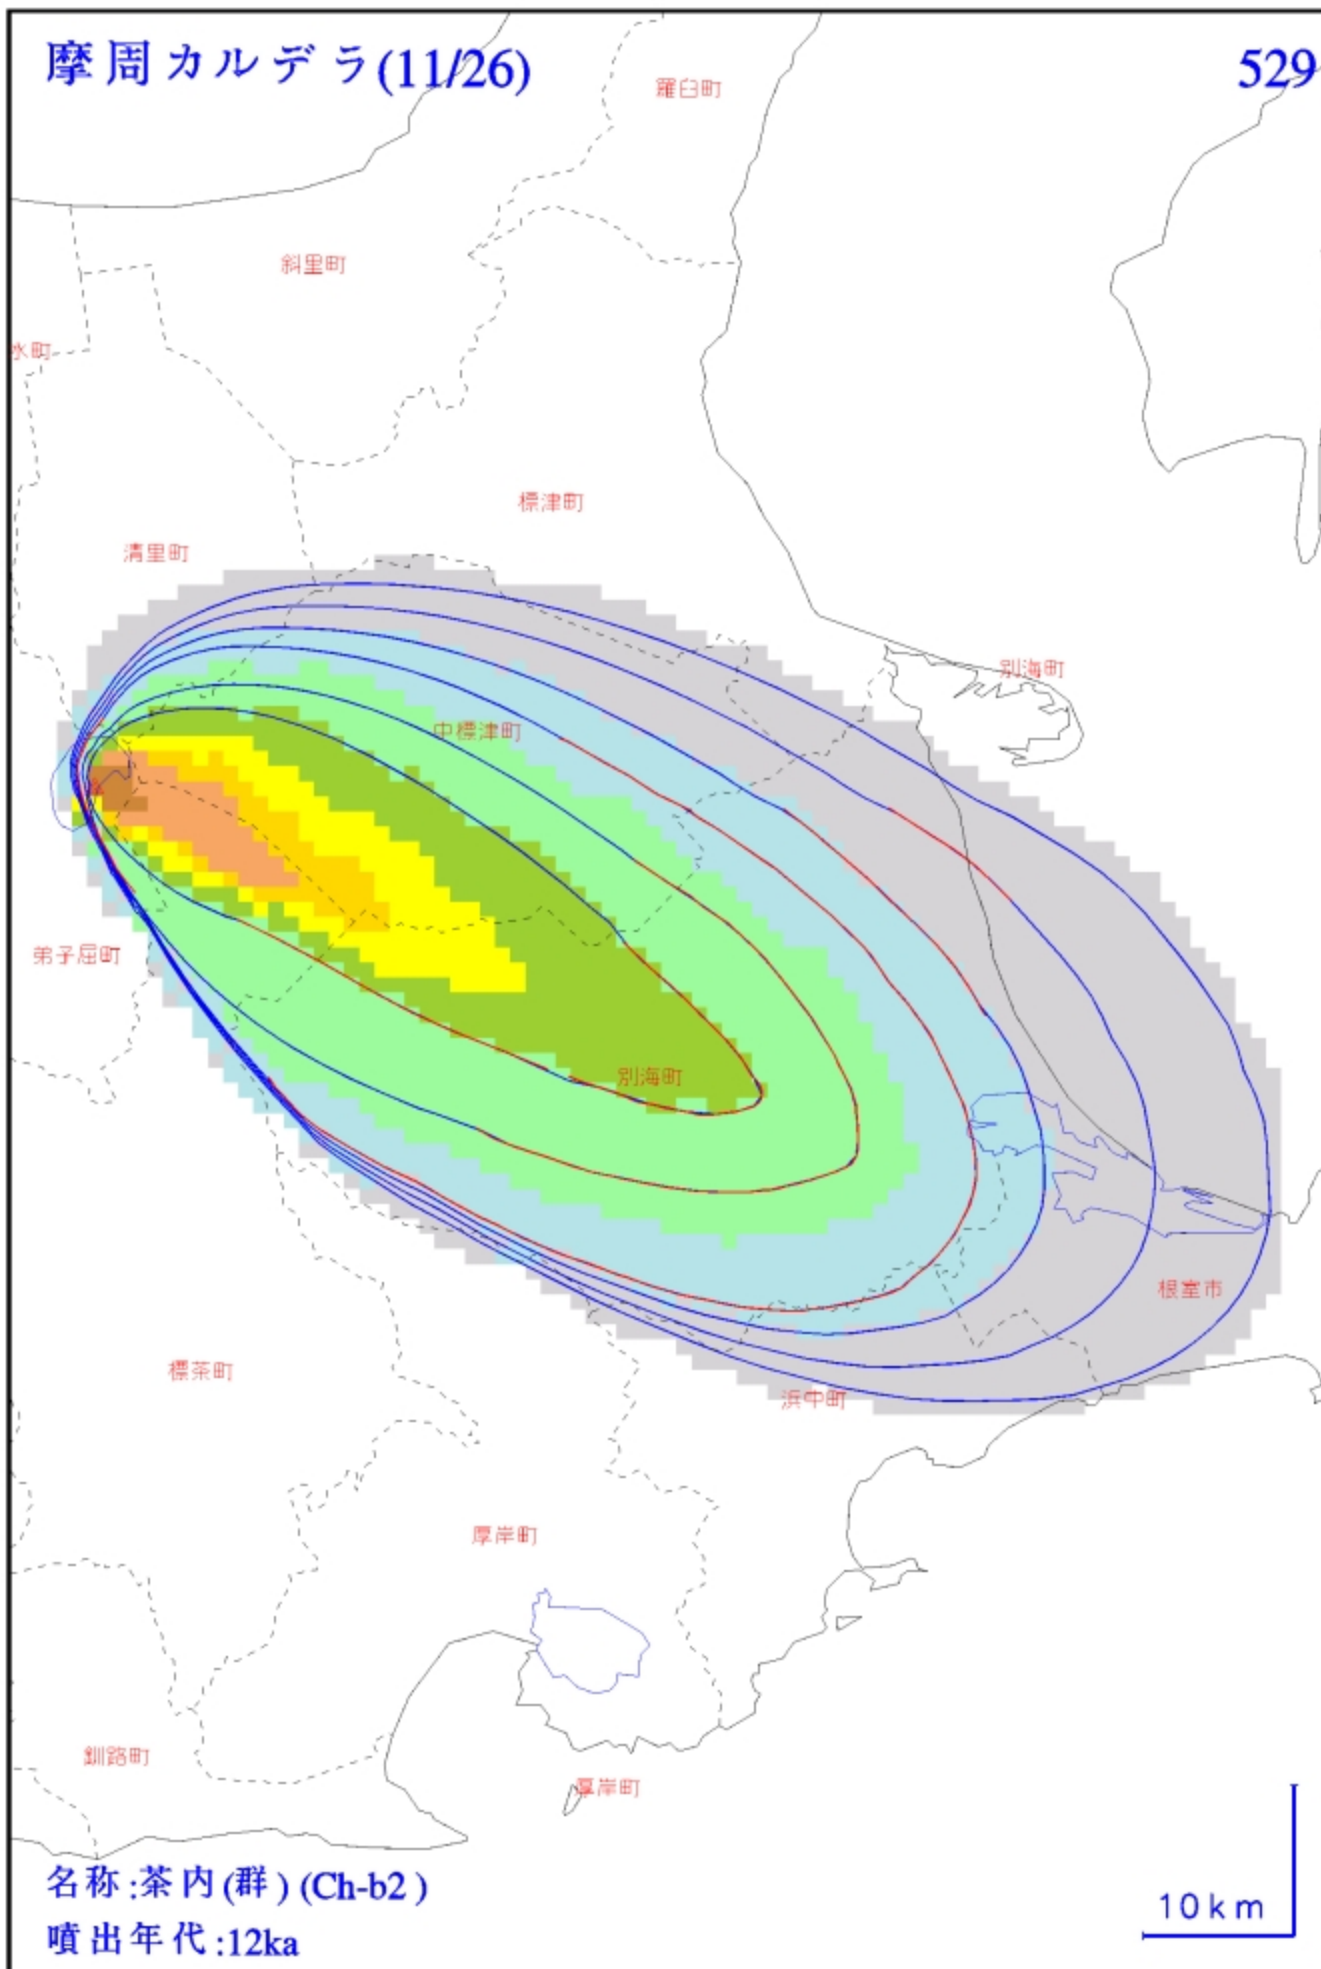 摩周カルデラ(11/26)
529
羅臼町
斜里町
水町
標津町
清里町
別海町
中標津町
弟子屈町
別海町
根室市
標茶町
浜中町
厚岸町
釧路町
厚岸町
名称:茶内(群)(Ch-b2)
噴出年代:12ka
10km